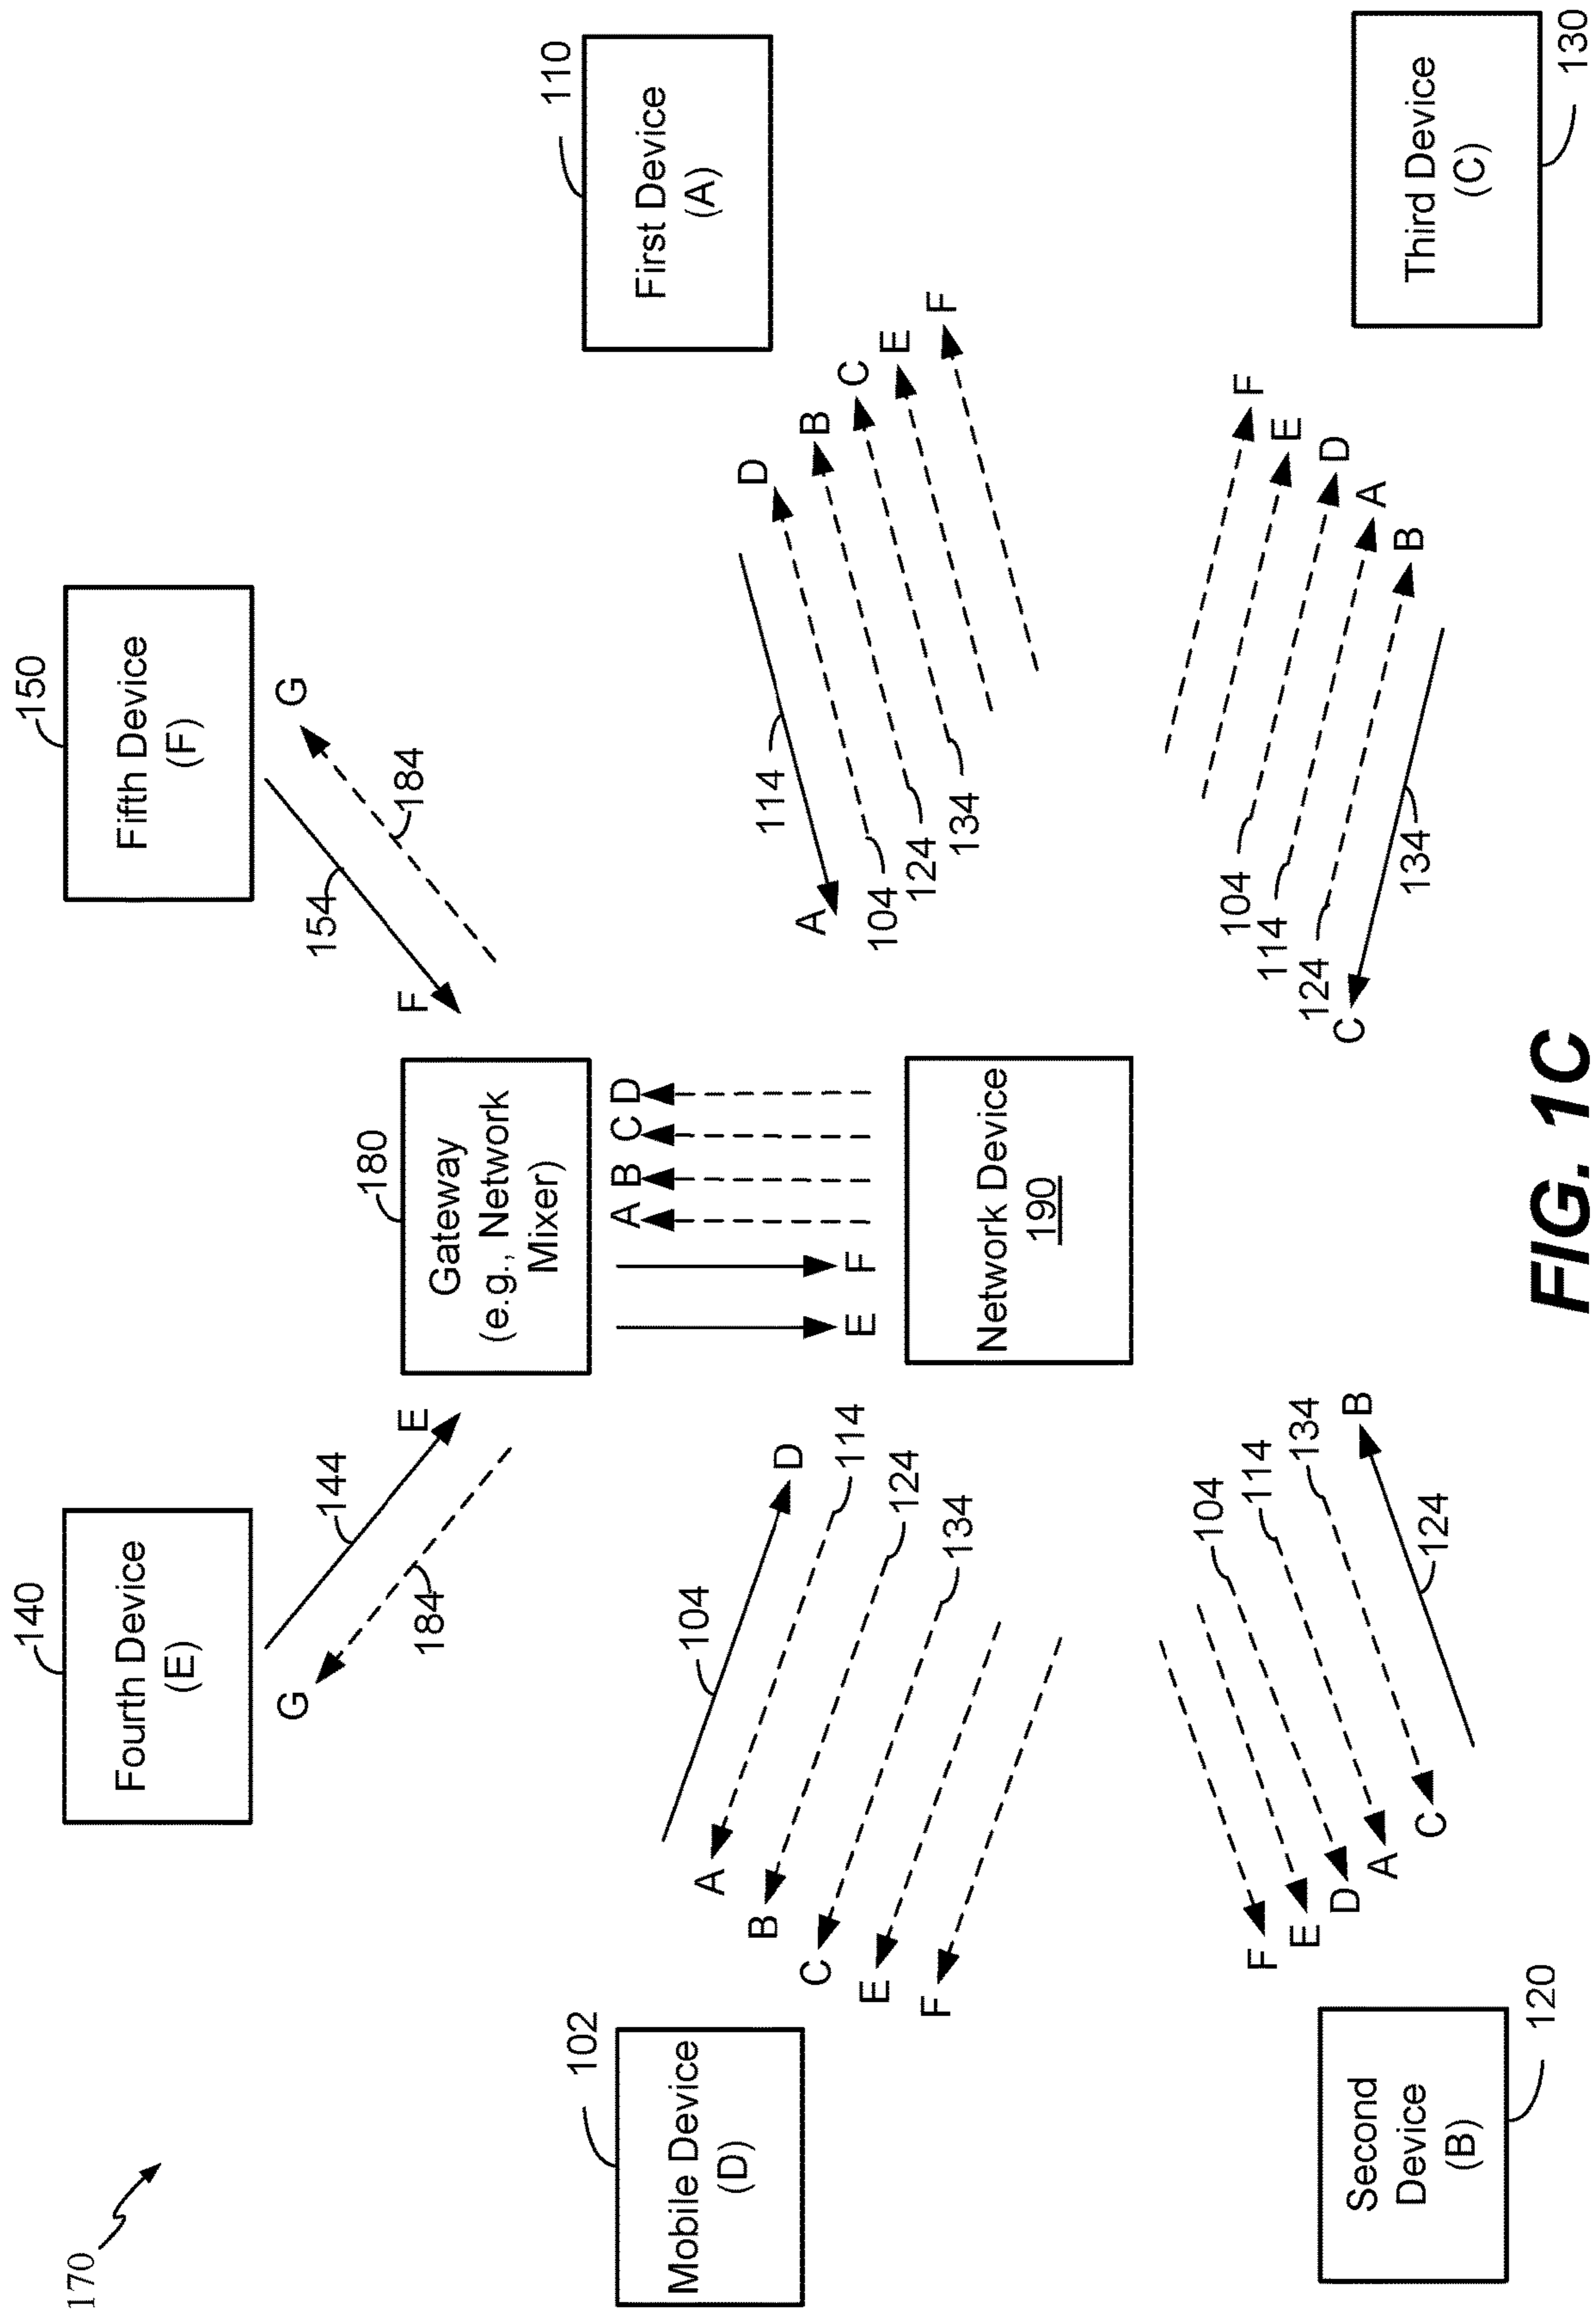 170
140
Fourth Device
(E)
150
Fifth Device
(F)
144
E
G
184
154
F
G
184
180
Gateway
(e.g., Network
Mixer)
E
F
A
B
C
D
Network Device
190
102
Mobile Device
(D)
104
D
A
114
B
124
C
134
E
F
110
First Device
(A)
114
A
D
104
B
124
C
134
E
F
120
Second
Device
(B)
F
E
104
D
114
A
134
C
B
124
130
Third Device
(C)
F
E
D
104
A
114
B
124
C
134
FIG. 1C